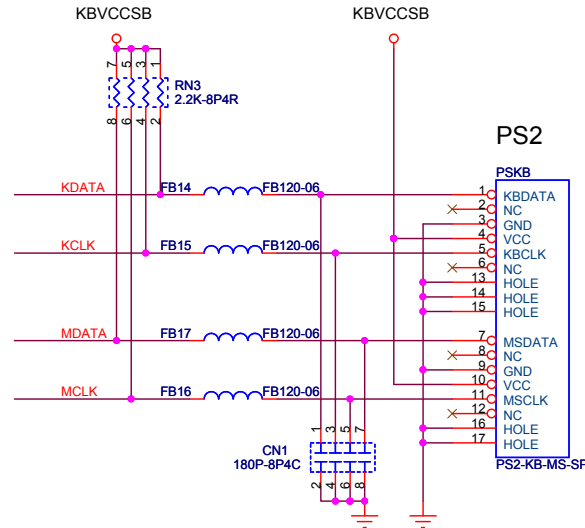 KBVCCSB
KBVCCSB
7 5 3 1
RN3
2.2K-8P4R
8 6 4 2
PS2
PSKB
KDATA
FB14
FB120-06
1
KBDATA
2
NC
3
GND
4
VCC
KCLK
FB15
FB120-06
5
KBCLK
6
NC
13
HOLE
14
HOLE
15
HOLE
MDATA
FB17
FB120-06
7
MSDATA
8
NC
9
GND
10
VCC
MCLK
FB16
FB120-06
11
MSCLK
12
NC
16
HOLE
17
HOLE
1 3 5 7
CN1
180P-8P4C
2 4 6 8
PS2-KB-MS-SF